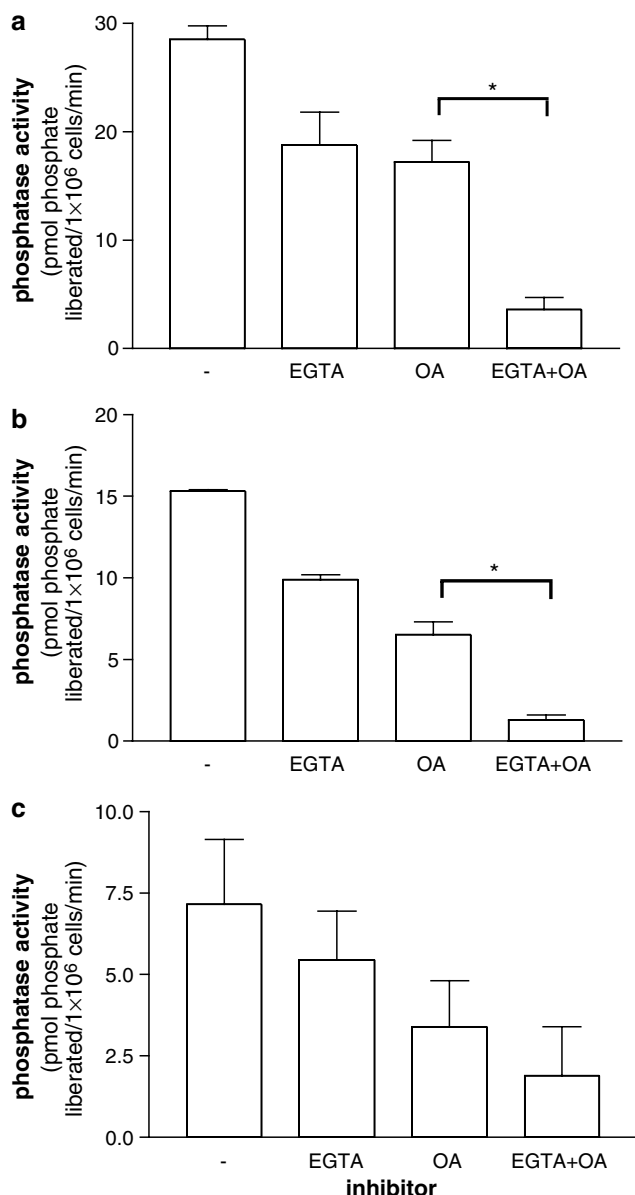 a
phosphatase activity
(pmol phosphate
liberated/1×10⁶ cells/min)
30
20
10
0
*
- EGTA OA EGTA+OA
b
phosphatase activity
(pmol phosphate
liberated/1×10⁶ cells/min)
20
15
10
5
0
*
- EGTA OA EGTA+OA
c
phosphatase activity
(pmol phosphate
liberated/1×10⁶ cells/min)
10.0
7.5
5.0
2.5
0.0
- EGTA OA EGTA+OA
inhibitor